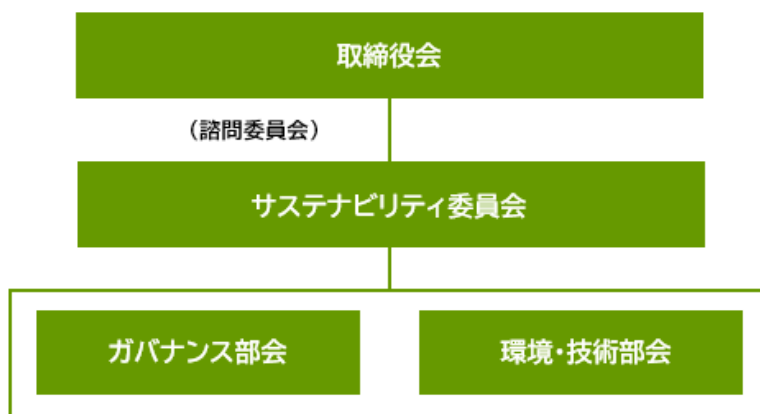 取締役会
（諮問委員会）
サステナビリティ委員会
ガバナンス部会
環境・技術部会